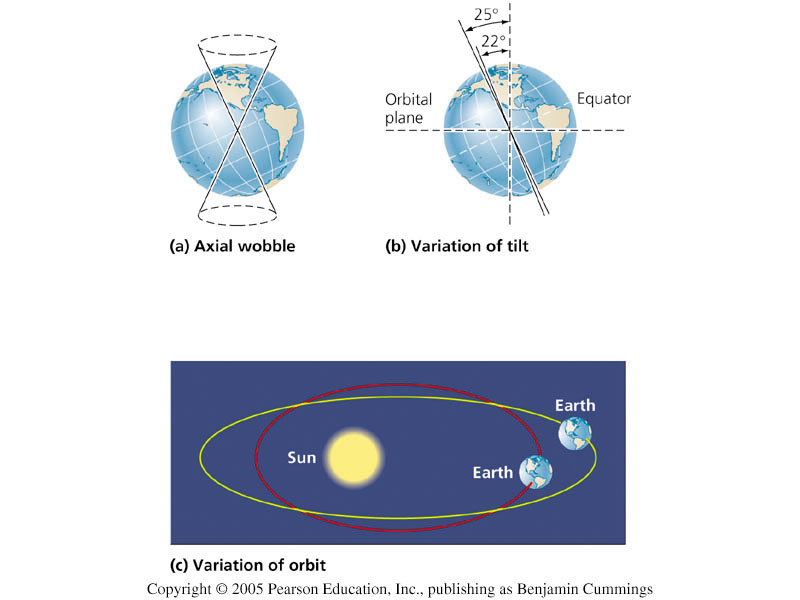 25°
22°
Orbital
plane
Equator
(a) Axial wobble
(b) Variation of tilt
Earth
Sun
Earth
(c) Variation of orbit
Copyright © 2005 Pearson Education, Inc., publishing as Benjamin Cummings